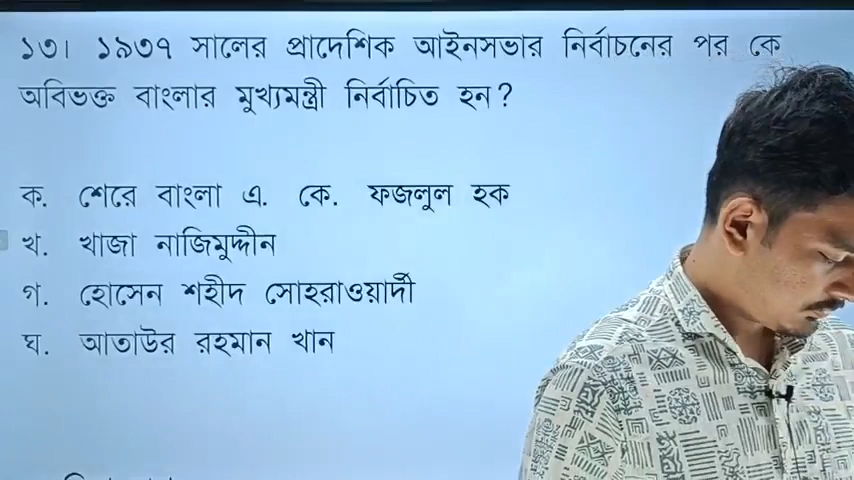 ১৩। ১৯৩৭ সালের প্রাদেশিক আইনসভার নির্বাচনের পর কে
অবিভক্ত বাংলার মুখ্যমন্ত্রী নির্বাচিত হন?
ক. শেরে বাংলা এ. কে. ফজলুল হক
খ. খাজা নাজিমুদ্দীন
গ. হোসেন শহীদ সোহরাওয়ার্দী
ঘ. আতাউর রহমান খান